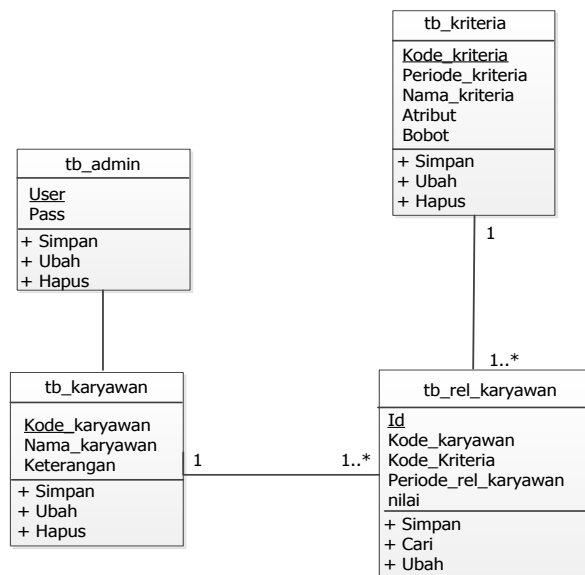 tb_kriteria
Kode_kriteria
Periode_kriteria
Nama_kriteria
Atribut
Bobot
+ Simpan
+ Ubah
+ Hapus
tb_admin
User
Pass
+ Simpan
+ Ubah
+ Hapus
1
1..*
tb_karyawan
Kode_karyawan
Nama_karyawan
Keterangan
+ Simpan
+ Ubah
+ Hapus
1
1..*
tb_rel_karyawan
Id
Kode_karyawan
Kode_Kriteria
Periode_rel_karyawan
nilai
+ Simpan
+ Cari
+ Ubah